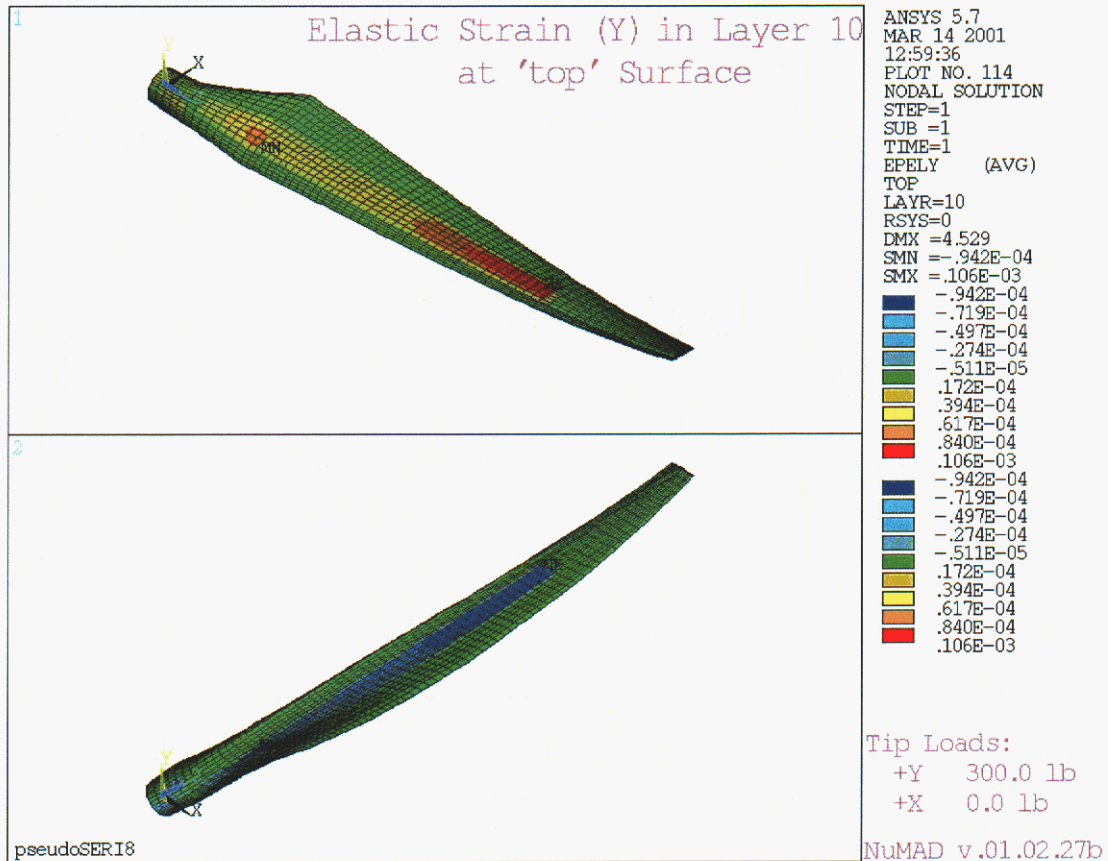 1
Elastic Strain (Y) in Layer 10
at 'top' Surface
Y
X
MN
2
Y
X
pseudoSERI8
ANSYS 5.7
MAR 14 2001
12:59:36
PLOT NO. 114
NODAL SOLUTION
STEP=1
SUB =1
TIME=1
EPELY (AVG)
TOP
LAYR=10
RSYS=0
DMX =4.529
SMN =-.942E-04
SMX =.106E-03
-.942E-04
-.719E-04
-.497E-04
-.274E-04
-.511E-05
.172E-04
.394E-04
.617E-04
.840E-04
.106E-03
-.942E-04
-.719E-04
-.497E-04
-.274E-04
-.511E-05
.172E-04
.394E-04
.617E-04
.840E-04
.106E-03
Tip Loads:
+Y 300.0 lb
+X 0.0 lb
NuMAD v.01.02.27b